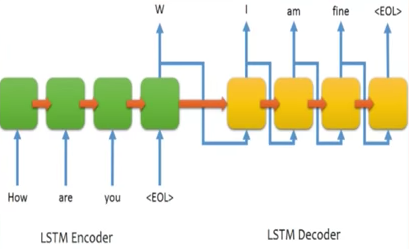 W I am fine <EOL>
How are you <EOL>
LSTM Encoder LSTM Decoder